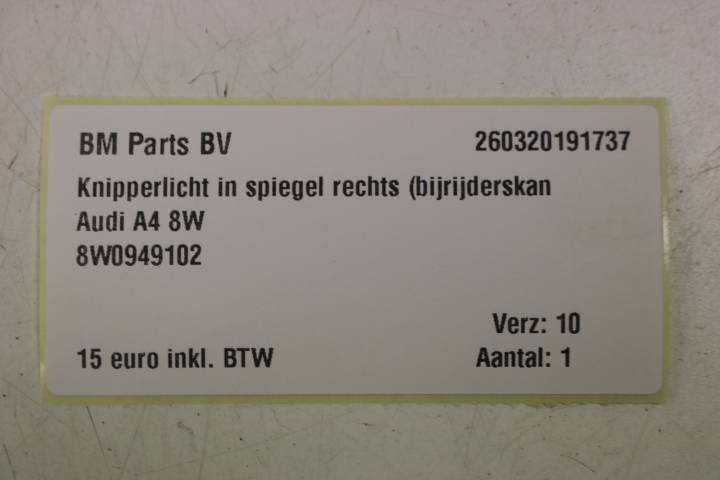 BM Parts BV 260320191737
Knipperlicht in spiegel rechts (bijrijderskan
Audi A4 8W
8W0949102
Verz: 10
15 euro inkl. BTW Aantal: 1